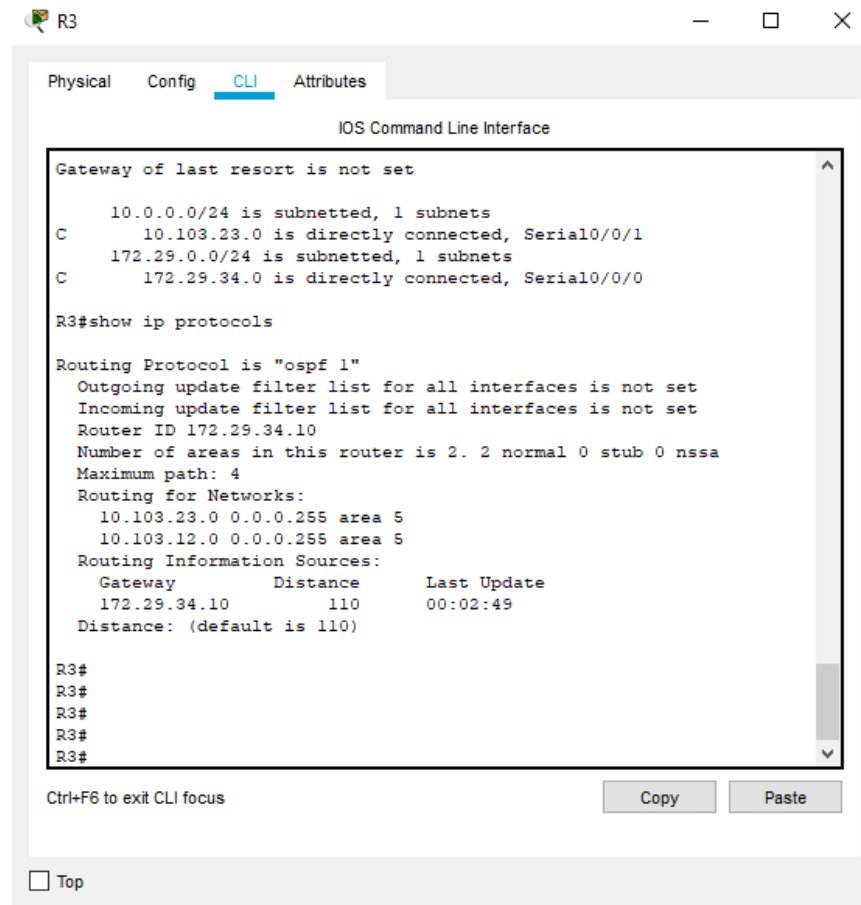 R3
Physical Config CLI Attributes
IOS Command Line Interface
Gateway of last resort is not set
10.0.0.0/24 is subnetted, 1 subnets
C 10.103.23.0 is directly connected, Serial0/0/1
172.29.0.0/24 is subnetted, 1 subnets
C 172.29.34.0 is directly connected, Serial0/0/0
R3#show ip protocols
Routing Protocol is "ospf 1"
Outgoing update filter list for all interfaces is not set
Incoming update filter list for all interfaces is not set
Router ID 172.29.34.10
Number of areas in this router is 2. 2 normal 0 stub 0 nssa
Maximum path: 4
Routing for Networks:
10.103.23.0 0.0.0.255 area 5
10.103.12.0 0.0.0.255 area 5
Routing Information Sources:
Gateway Distance Last Update
172.29.34.10 110 00:02:49
Distance: (default is 110)
R3#
R3#
R3#
R3#
R3#
Ctrl+F6 to exit CLI focus Copy Paste
Top